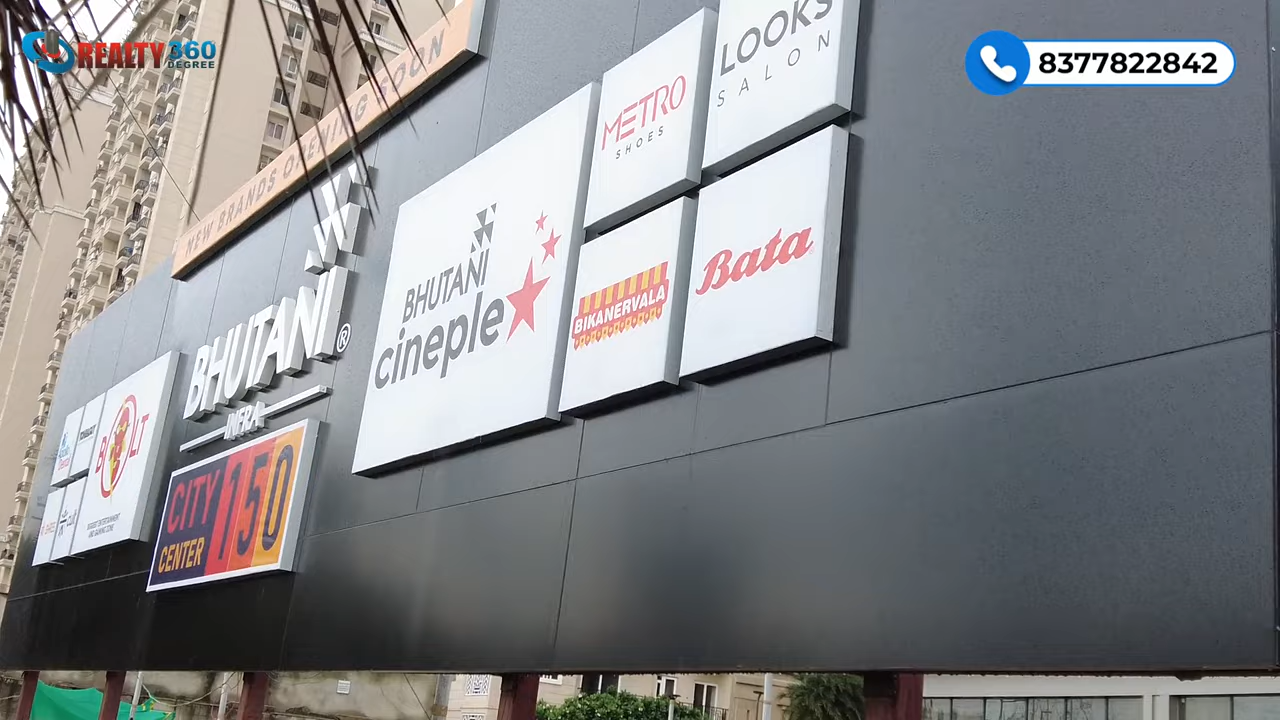 REALTY 360
DEGREE
8377822842
NEW BRANDS OPENING SOON
BHUTANI®
INFRA
CITY
CENTER
150
BOLT
BHUTANI
cineple
METRO
SHOES
LOOKS
SALON
BIKANERVALA
Bata